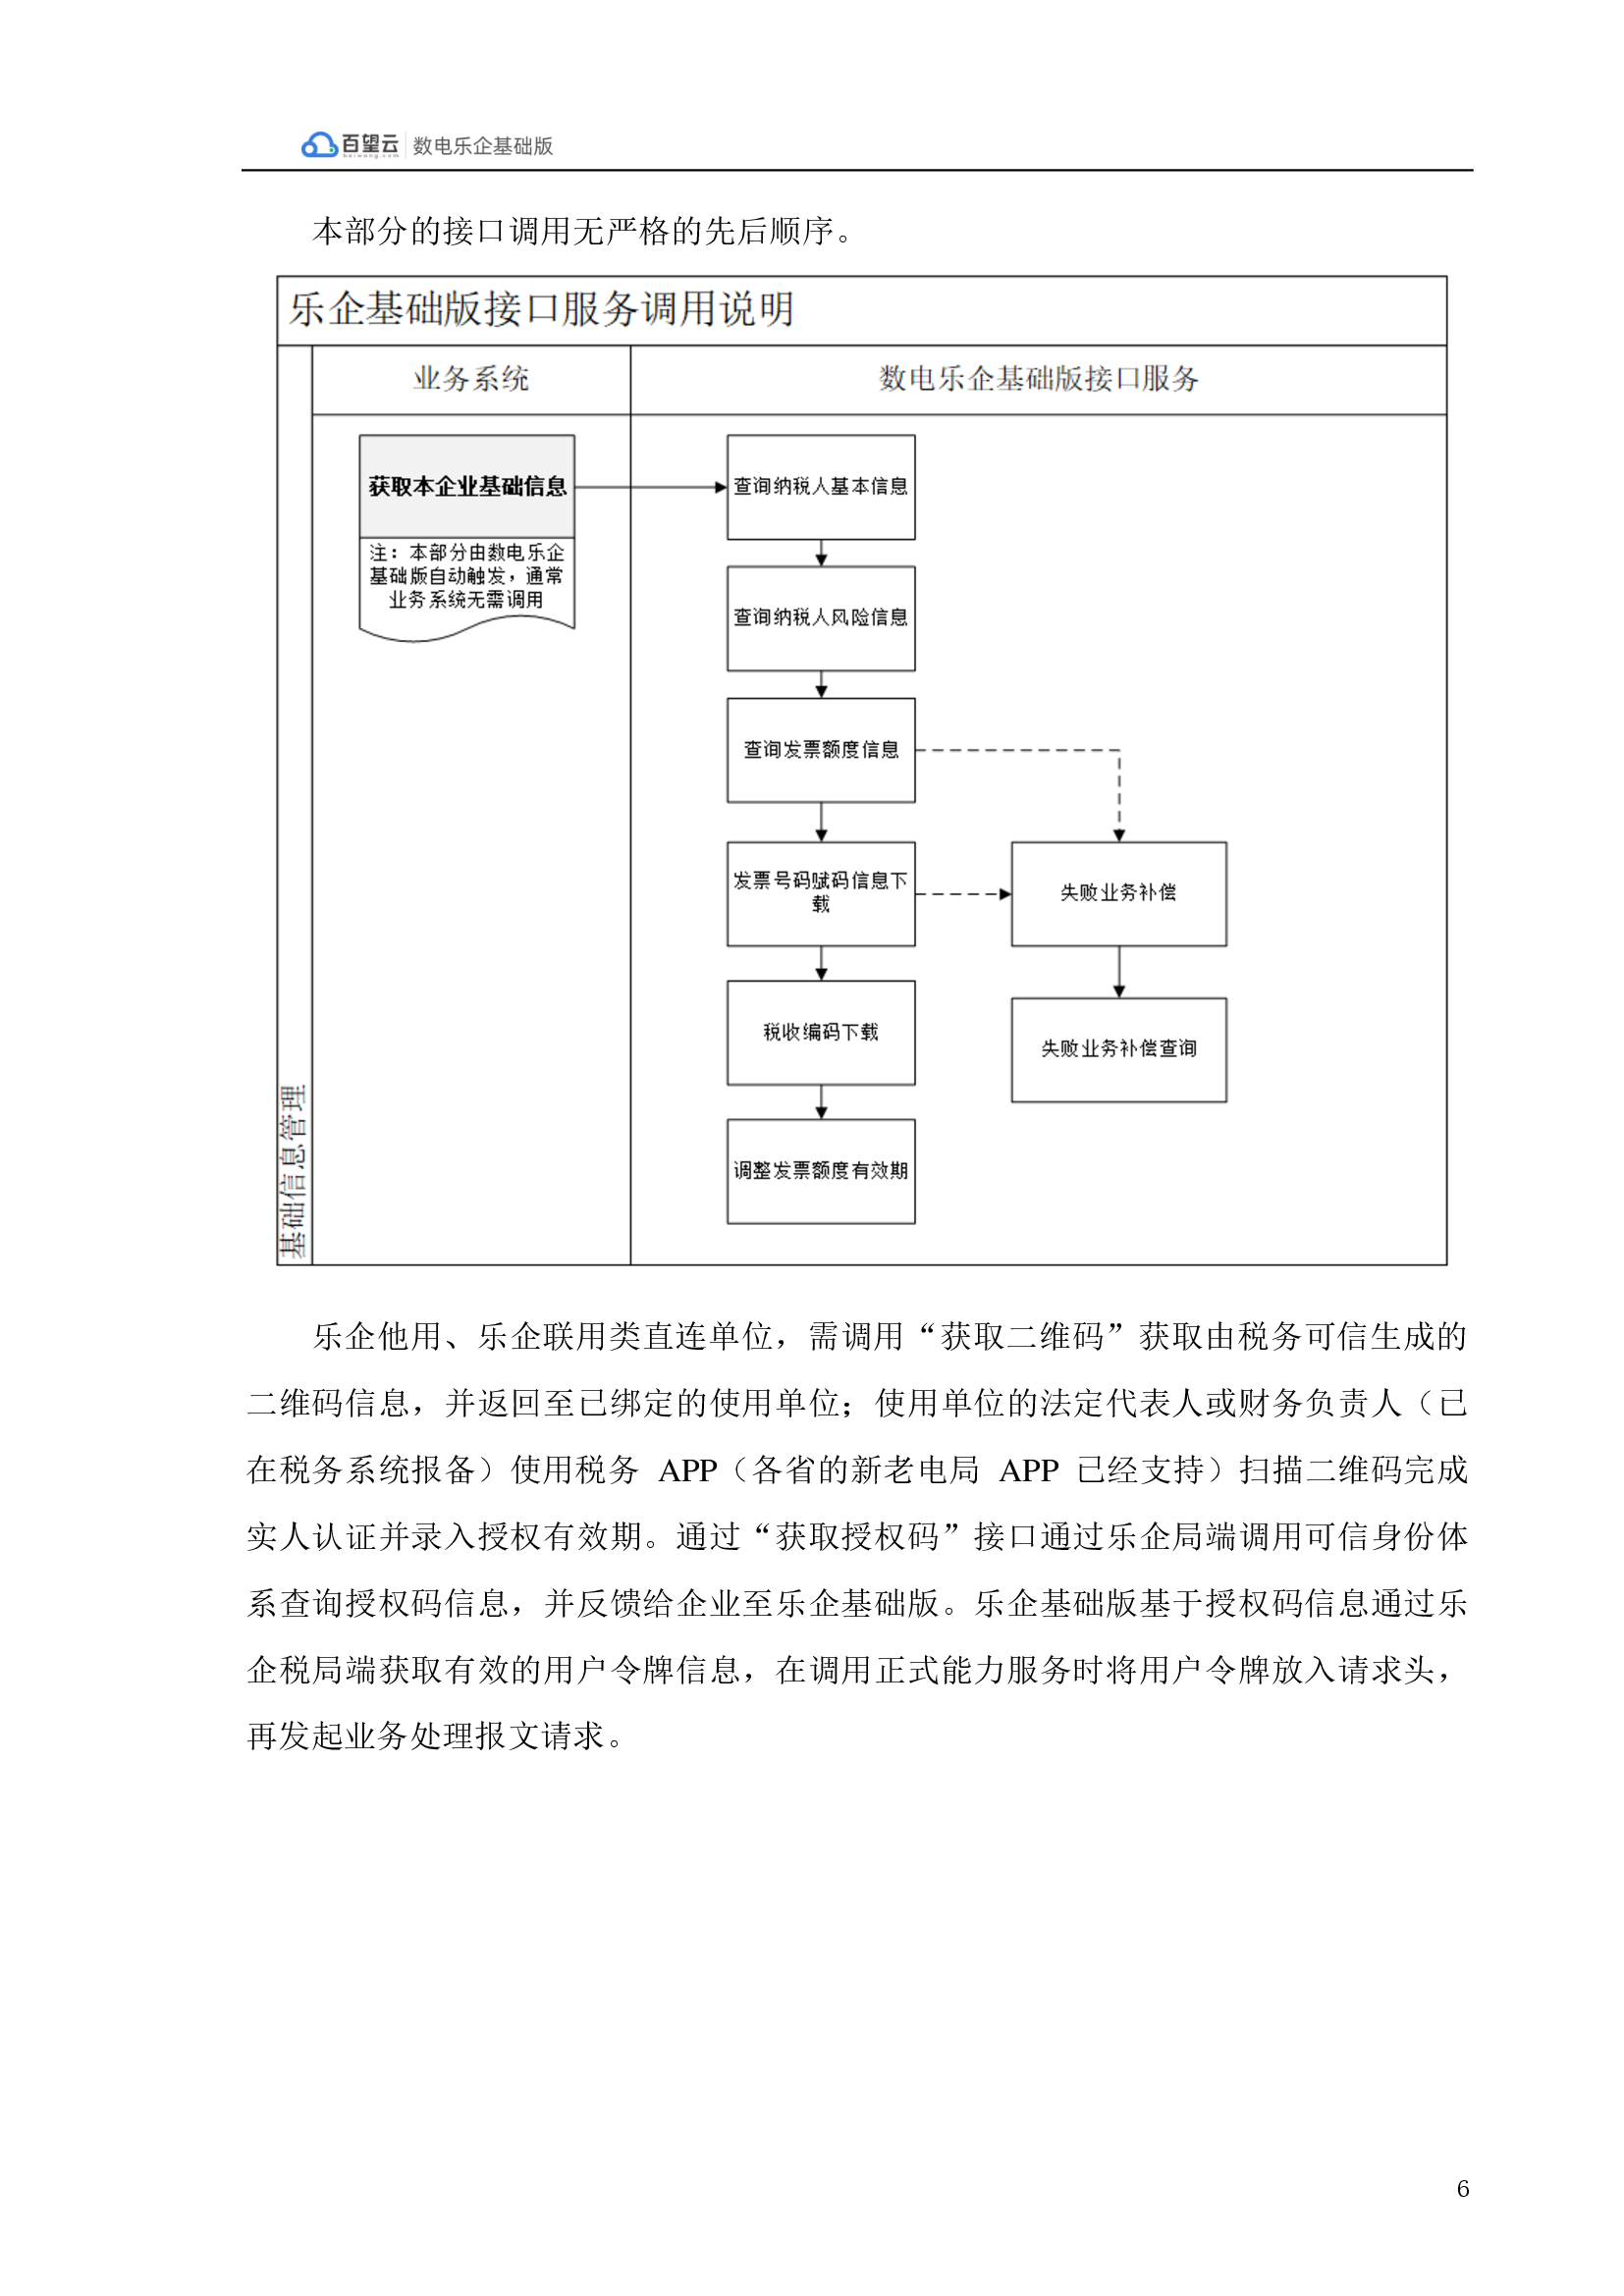 百望云 数电乐企基础版
baiwang.com
本部分的接口调用无严格的先后顺序。
乐企基础版接口服务调用说明
业务系统
数电乐企基础版接口服务
获取本企业基础信息
注：本部分由数电乐企
基础版自动触发，通常
业务系统无需调用
查询纳税人基本信息
查询纳税人风险信息
查询发票额度信息
发票号码赋码信息下
载
失败业务补偿
税收编码下载
失败业务补偿查询
调整发票额度有效期
基础信息管理
乐企他用、乐企联用类直连单位，需调用“获取二维码”获取由税务可信生成的
二维码信息，并返回至已绑定的使用单位；使用单位的法定代表人或财务负责人（已
在税务系统报备）使用税务 APP（各省的新老电局 APP 已经支持）扫描二维码完成
实人认证并录入授权有效期。通过“获取授权码”接口通过乐企局端调用可信身份体
系查询授权码信息，并反馈给企业至乐企基础版。乐企基础版基于授权码信息通过乐
企税局端获取有效的用户令牌信息，在调用正式能力服务时将用户令牌放入请求头，
再发起业务处理报文请求。
6